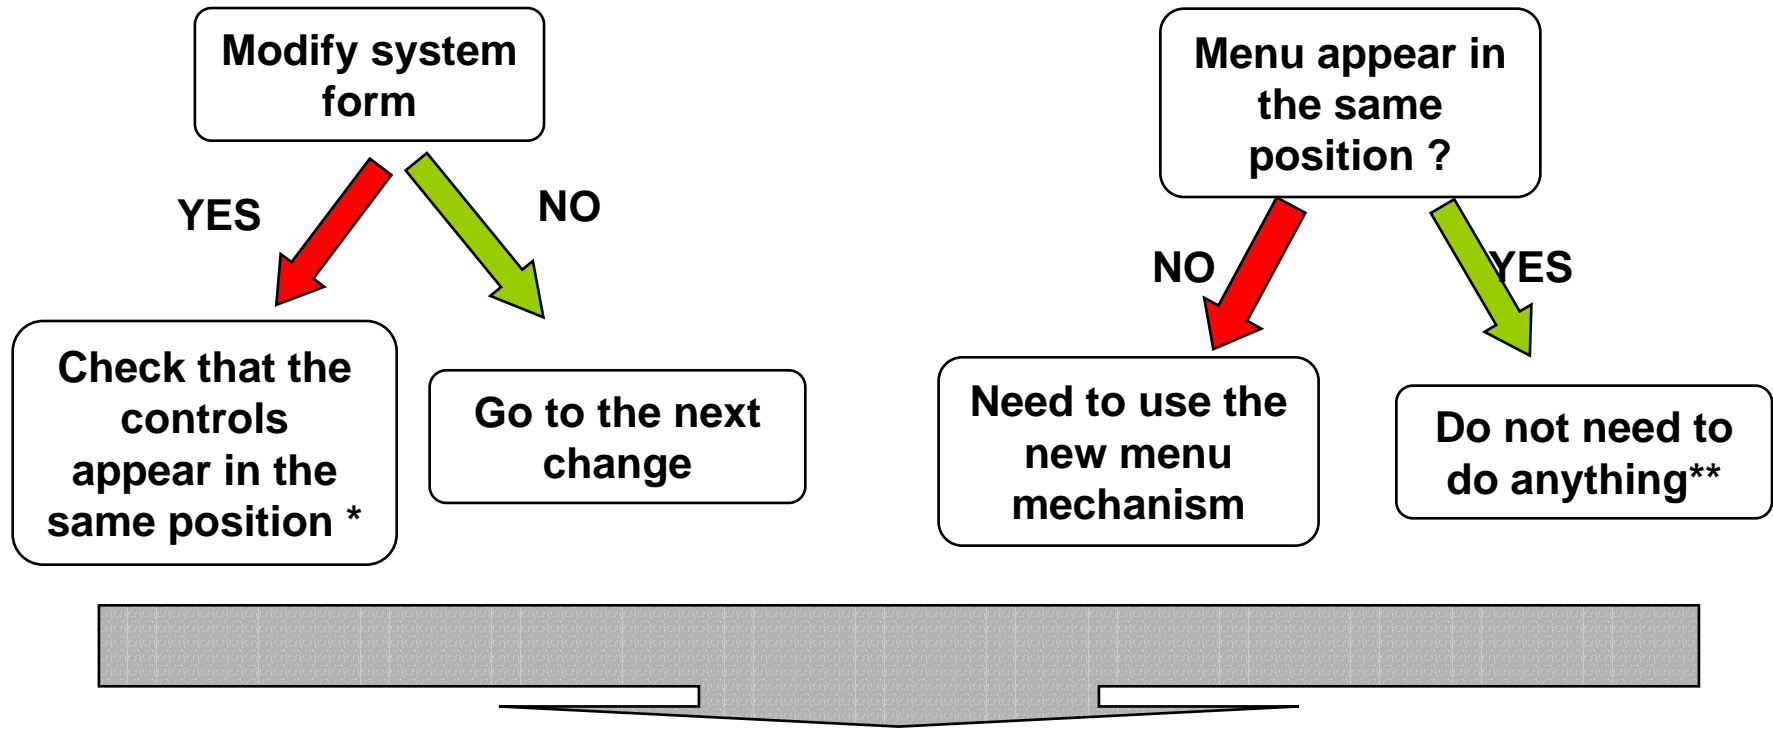 Modify system
form
YES
NO
Check that the
controls
appear in the
same position *
Go to the next
change
Menu appear in
the same
position ?
NO
YES
Need to use the
new menu
mechanism
Do not need to
do anything**